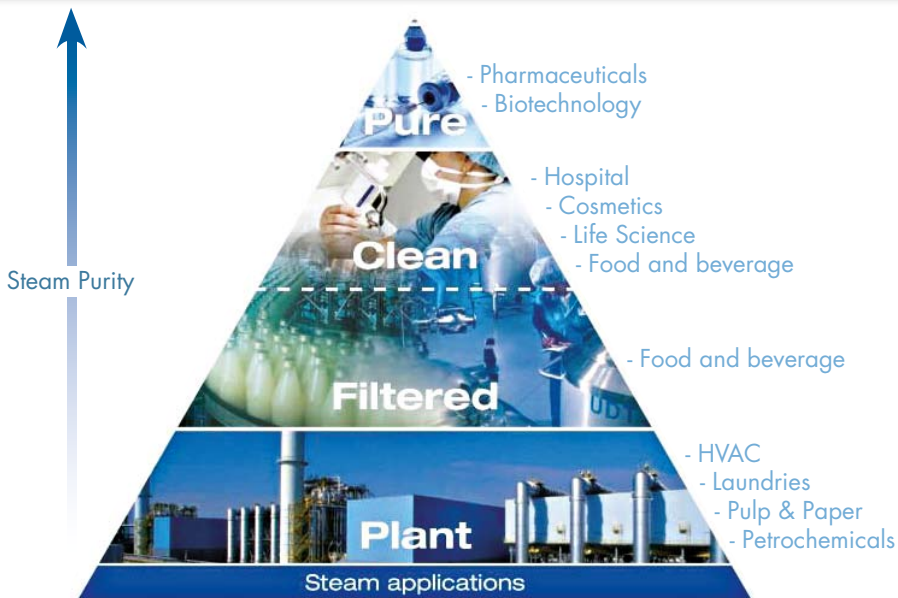 - Pharmaceuticals
- Biotechnology
Pure
- Hospital
- Cosmetics
- Life Science
- Food and beverage
Clean
Steam Purity
- Food and beverage
Filtered
UDI
- HVAC
- Laundries
- Pulp & Paper
- Petrochemicals
Plant
Steam applications